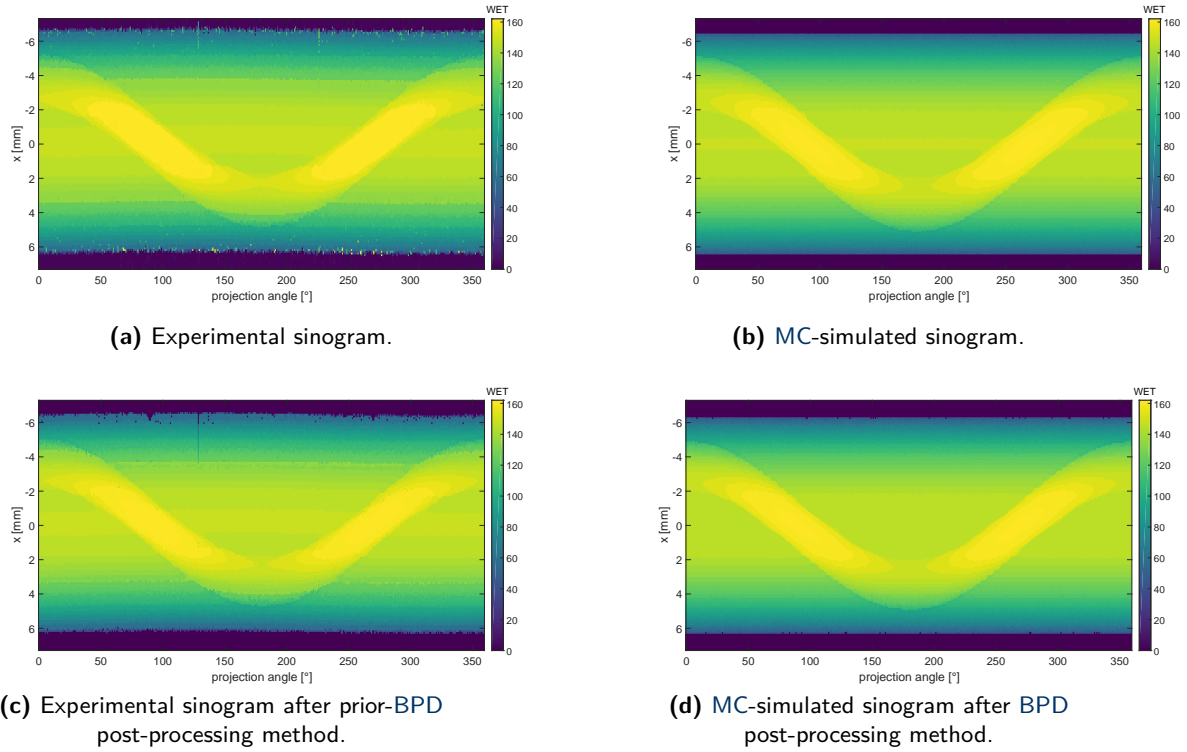 WET
WET
-6
-4
-2
0
2
4
6
x [mm]
0 50 100 150 200 250 300 350
projection angle [°]
160
140
120
100
80
60
40
20
0
-6
-4
-2
0
2
4
6
x [mm]
0 50 100 150 200 250 300 350
projection angle [°]
160
140
120
100
80
60
40
20
0
(a) Experimental sinogram.
(b) MC-simulated sinogram.
WET
WET
-6
-4
-2
0
2
4
6
x [mm]
0 50 100 150 200 250 300 350
projection angle [°]
160
140
120
100
80
60
40
20
0
-6
-4
-2
0
2
4
6
x [mm]
0 50 100 150 200 250 300 350
projection angle [°]
160
140
120
100
80
60
40
20
0
(c) Experimental sinogram after prior-BPD
post-processing method.
(d) MC-simulated sinogram after BPD
post-processing method.